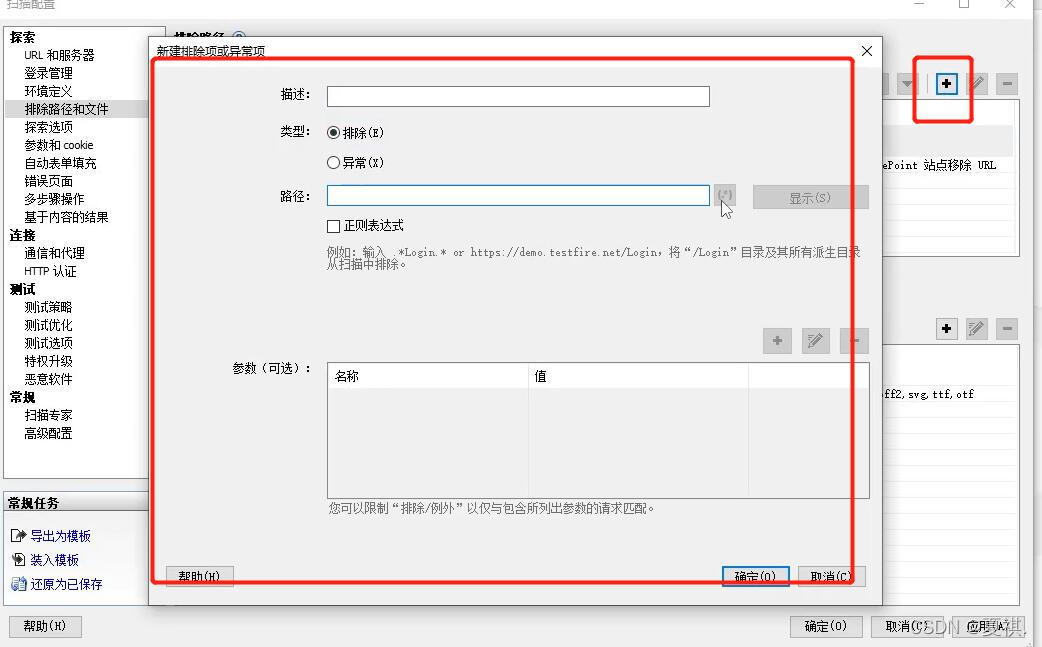 扫描配置
探索
URL 和服务器
登录管理
环境定义
排除路径和文件
探索选项
参数和 cookie
自动表单填充
错误页面
多步骤操作
基于内容的结果
连接
通信和代理
HTTP 认证
测试
测试策略
测试优化
测试选项
特权升级
恶意软件
常规
扫描专家
高级配置
常规任务
导出为模板
装入模板
还原为已保存
帮助(H)
排除路径
新建排除项或异常项
描述：
类型： 排除(E)
异常(X)
路径： 显示(S)
正则表达式
例如：输入 .*Login.* or https://demo.testfire.net/Login，将“/Login”目录及其所有派生目录
从扫描中排除。
参数（可选）：
名称 值
您可以限制“排除/例外”以仅与包含所列出参数的请求匹配。
帮助(H) 确定(O) 取消(C)
ePoint 站点移除 URL
ff2,svg,ttf,otf
确定(O) 取消(C) 应用(A)
CSDN @夏祺.